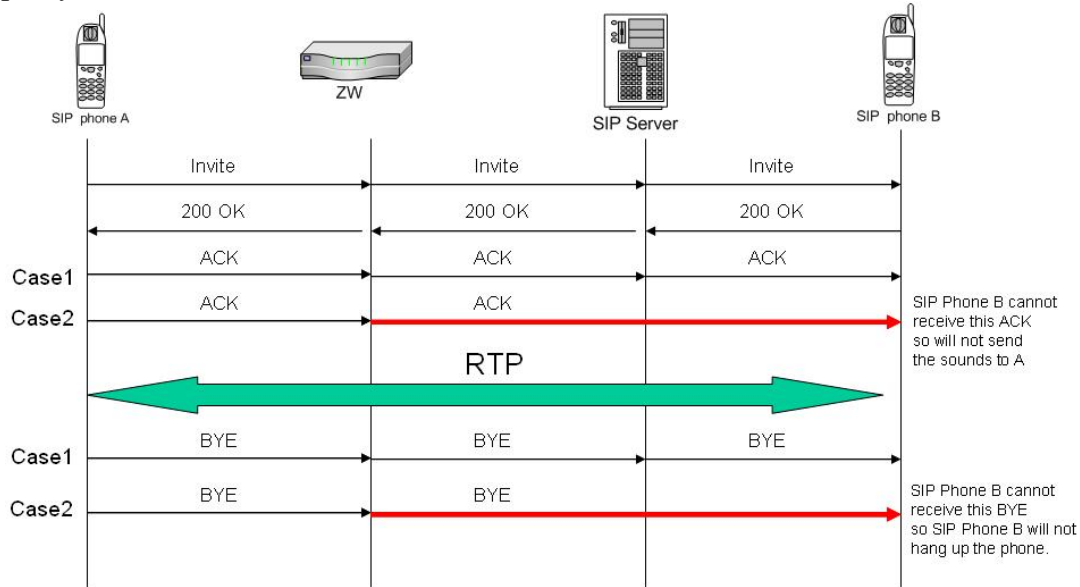 ZW
SIP phone A
SIP Server
SIP phone B
Invite Invite Invite
200 OK 200 OK 200 OK
ACK ACK ACK
Case1
ACK ACK
Case2
SIP Phone B cannot
receive this ACK
so will not send
the sounds to A
RTP
BYE BYE BYE
Case1
BYE BYE
Case2
SIP Phone B cannot
receive this BYE
so SIP Phone B will not
hang up the phone.